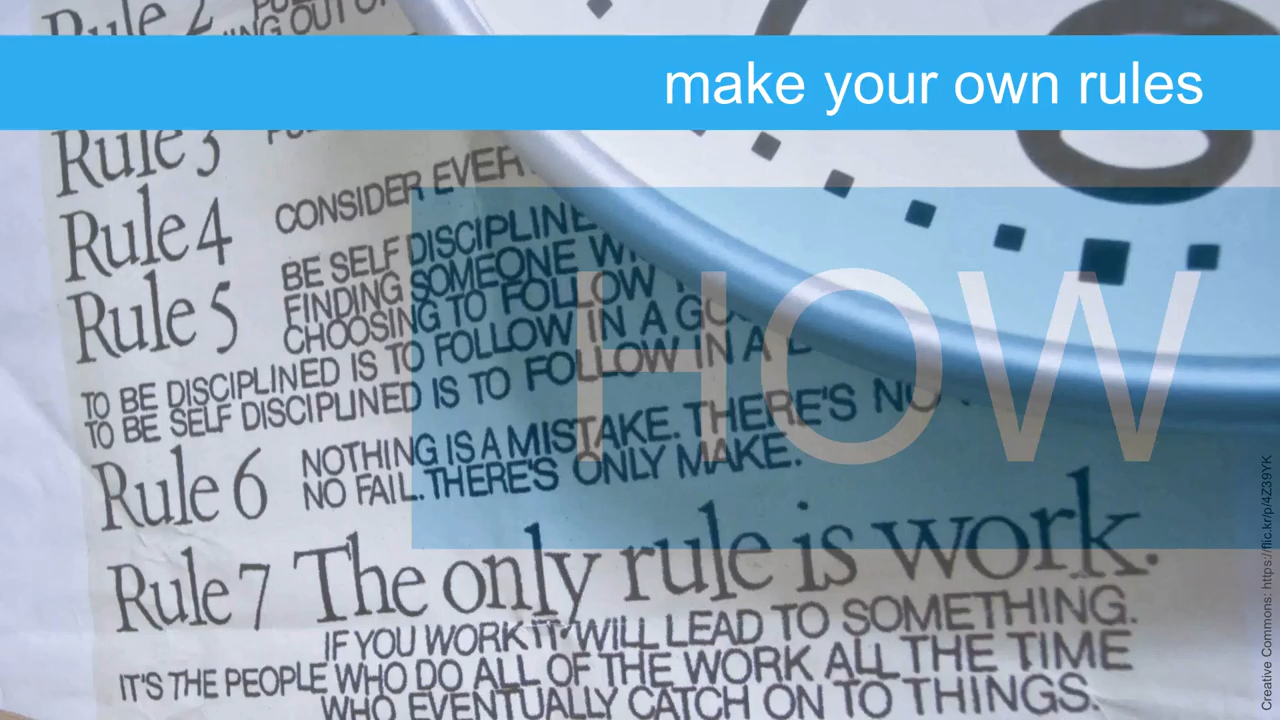 Rule 2
ING OUT OF
make your own rules
Rule 3
Rule 4 CONSIDER EVER
Rule 5 BE SELF DISCIPLINE
FINDING SOMEONE W
CHOOSING TO FOLLOW
TO BE DISCIPLINED IS TO FOLLOW IN A GO
TO BE SELF DISCIPLINED IS TO FOLLOW IN A
HOW
Rule 6 NOTHING IS A MISTAKE. THERE'S NO
NO FAIL. THERE'S ONLY MAKE.
Rule 7 The only rule is work.
IF YOU WORK IT WILL LEAD TO SOMETHING.
IT'S THE PEOPLE WHO DO ALL OF THE WORK ALL THE TIME
WHO EVENTUALLY CATCH ON TO THINGS.
Creative Commons: https://flic.kr/p/4Z39YK